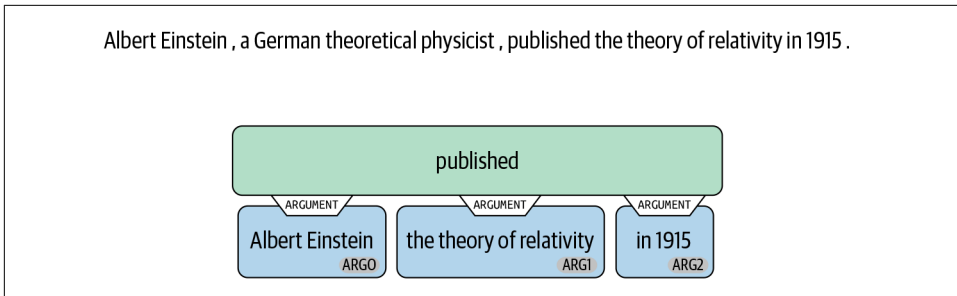 Albert Einstein , a German theoretical physicist , published the theory of relativity in 1915 .
published
ARGUMENT ARGUMENT ARGUMENT
Albert Einstein the theory of relativity in 1915
ARG0 ARG1 ARG2